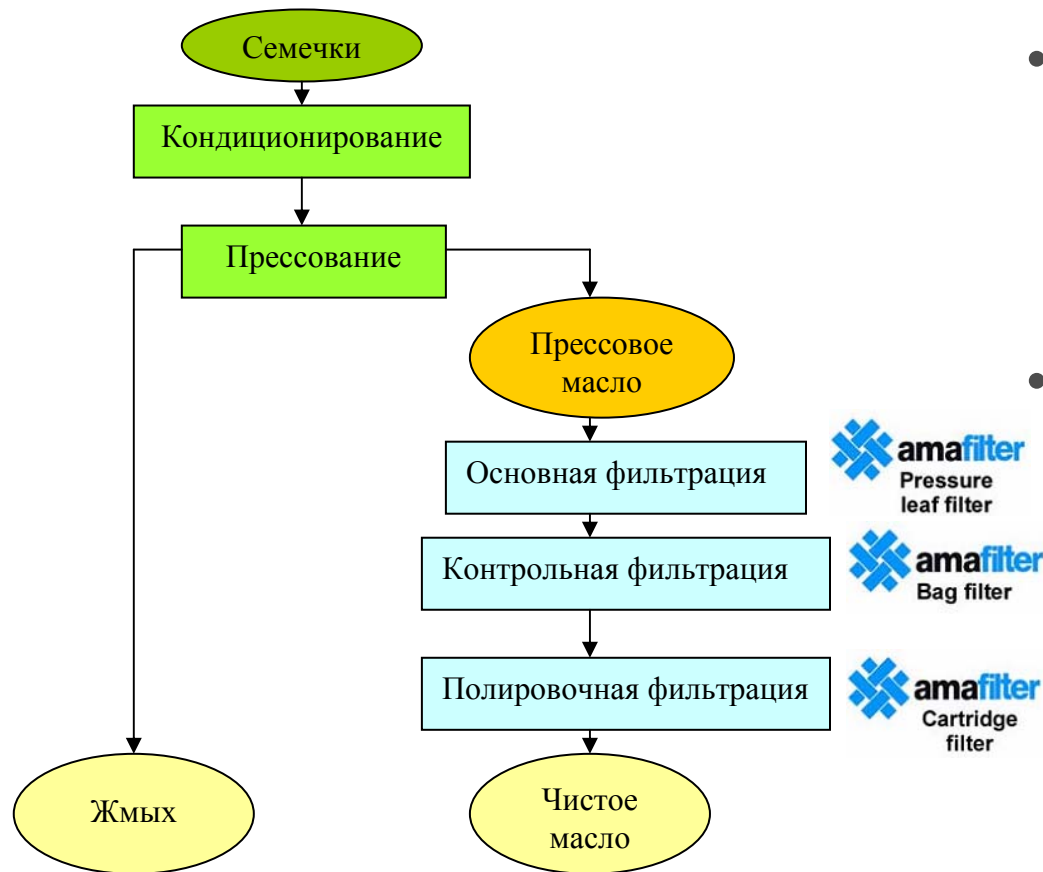 Семечки
Кондиционирование
Прессование
Прессовое
масло
Основная фильтрация
amafilter
Pressure
leaf filter
Контрольная фильтрация
amafilter
Bag filter
Полировочная фильтрация
amafilter
Cartridge
filter
Жмых
Чистое
масло